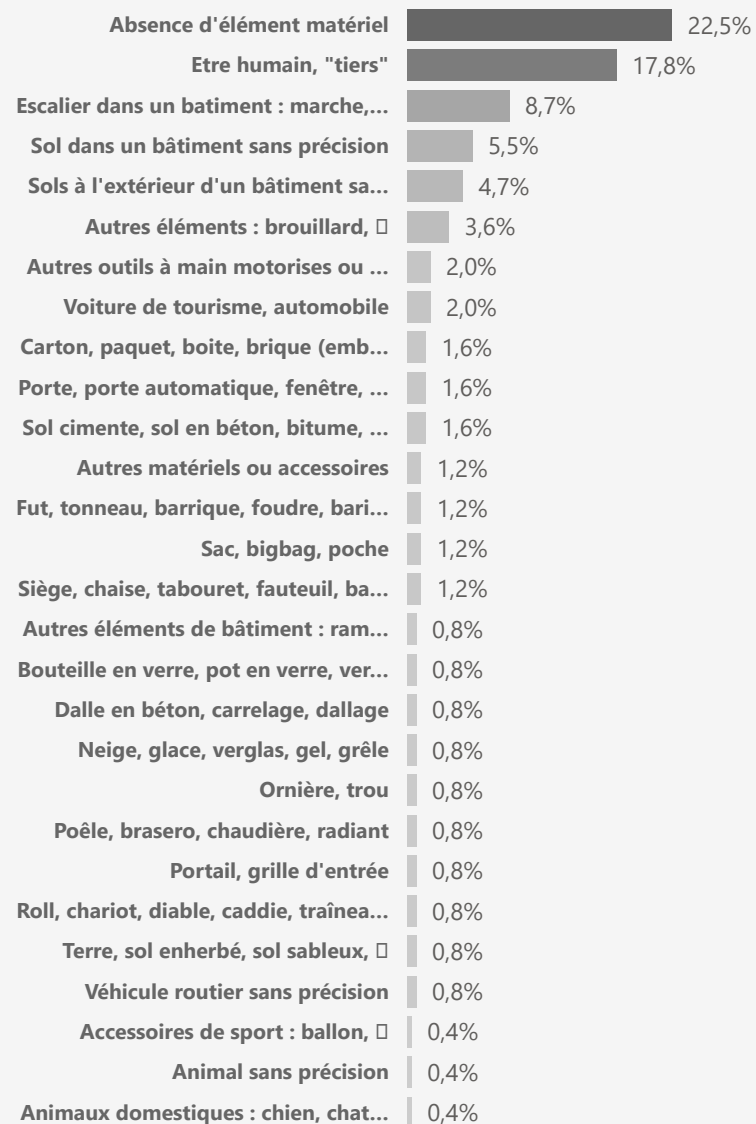 Absence d'élément matériel 22,5%
Etre humain, "tiers" 17,8%
Escalier dans un batiment : marche,... 8,7%
Sol dans un bâtiment sans précision 5,5%
Sols à l'extérieur d'un bâtiment sa... 4,7%
Autres éléments : brouillard, 3,6%
Autres outils à main motorises ou ... 2,0%
Voiture de tourisme, automobile 2,0%
Carton, paquet, boite, brique (emb... 1,6%
Porte, porte automatique, fenêtre, ... 1,6%
Sol cimente, sol en béton, bitume, ... 1,6%
Autres matériels ou accessoires 1,2%
Fut, tonneau, barrique, foudre, bari... 1,2%
Sac, bigbag, poche 1,2%
Siège, chaise, tabouret, fauteuil, ba... 1,2%
Autres éléments de bâtiment : ram... 0,8%
Bouteille en verre, pot en verre, ver... 0,8%
Dalle en béton, carrelage, dallage 0,8%
Neige, glace, verglas, gel, grêle 0,8%
Ornière, trou 0,8%
Poêle, brasero, chaudière, radiant 0,8%
Portail, grille d'entrée 0,8%
Roll, chariot, diable, caddie, traînea... 0,8%
Terre, sol enherbé, sol sableux, 0,8%
Véhicule routier sans précision 0,8%
Accessoires de sport : ballon, 0,4%
Animal sans précision 0,4%
Animaux domestiques : chien, chat... 0,4%